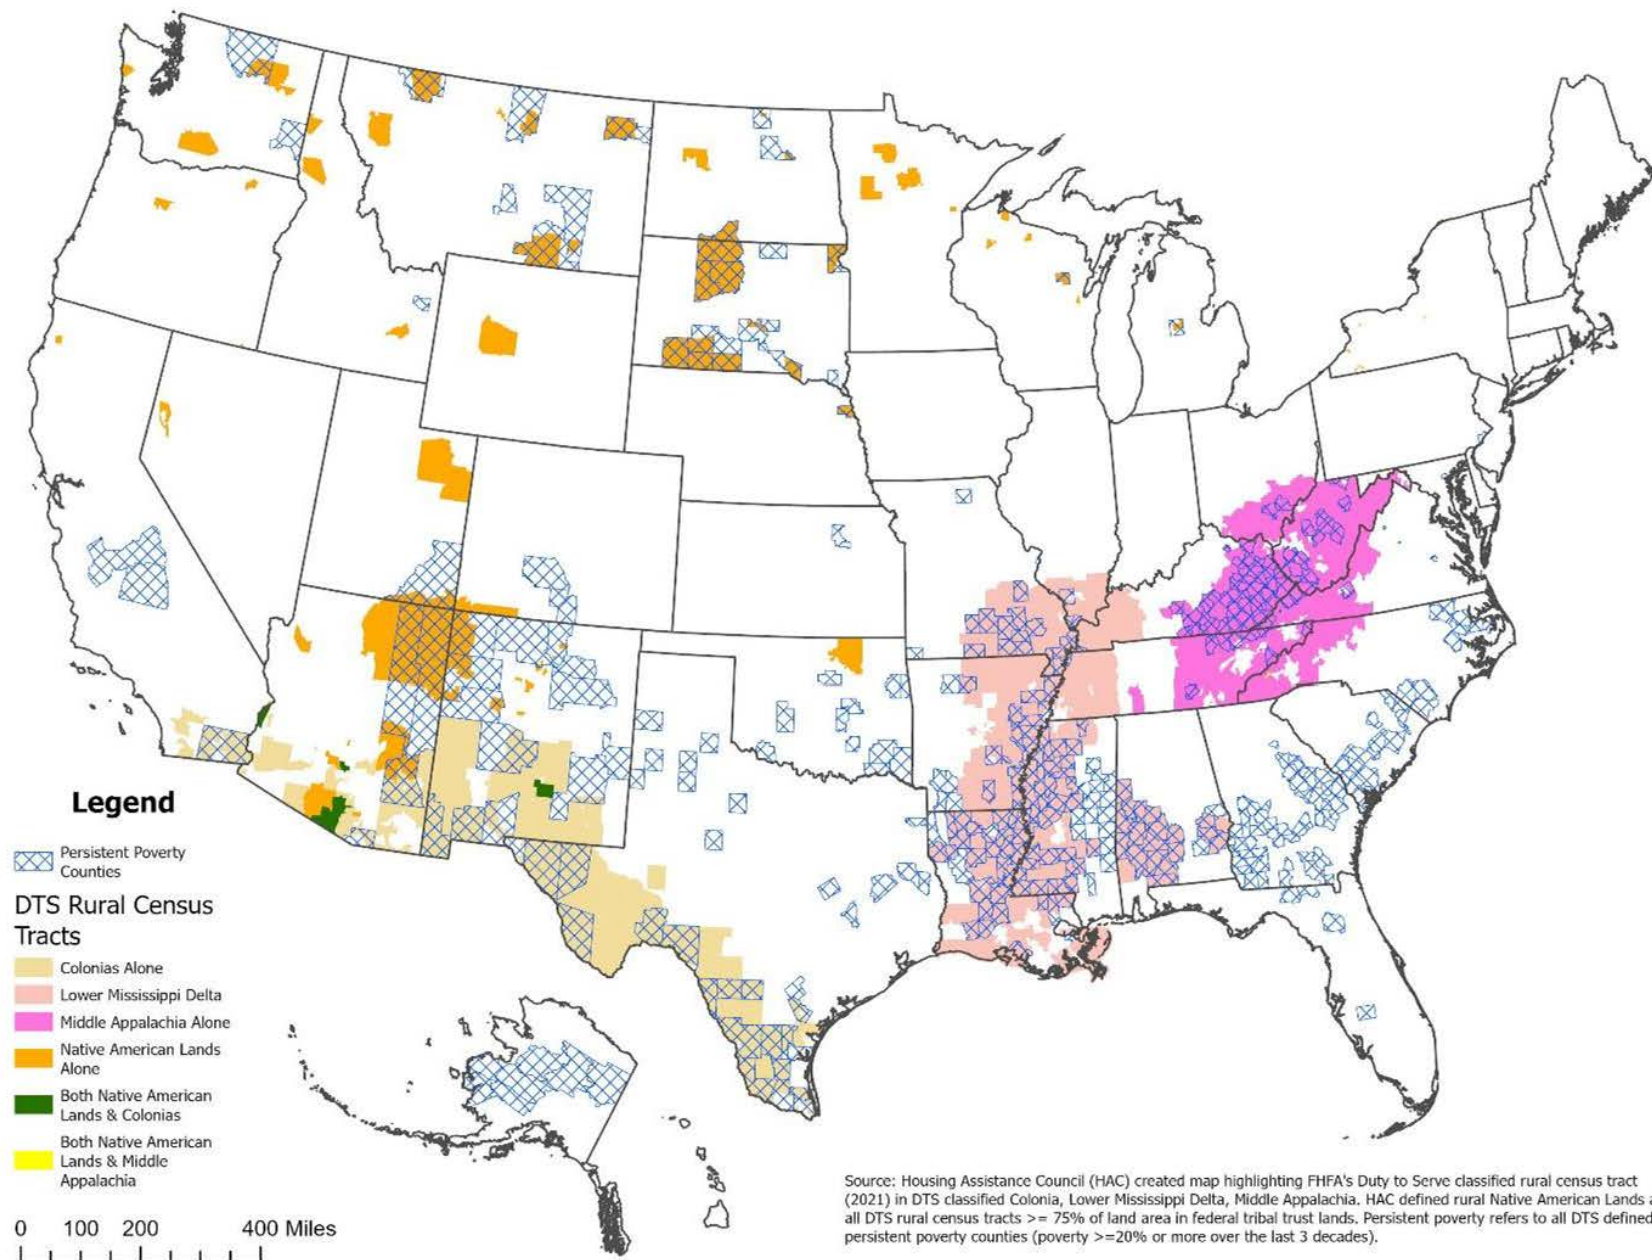 Legend
Persistent Poverty
Counties
DTS Rural Census
Tracts
Colonias Alone
Lower Mississippi Delta
Middle Appalachia Alone
Native American Lands
Alone
Both Native American
Lands & Colonias
Both Native American
Lands & Middle
Appalachia
0 100 200 400 Miles
Source: Housing Assistance Council (HAC) created map highlighting FHFA's Duty to Serve classified rural census tract
(2021) in DTS classified Colonia, Lower Mississippi Delta, Middle Appalachia. HAC defined rural Native American Lands
all DTS rural census tracts >= 75% of land area in federal tribal trust lands. Persistent poverty refers to all DTS defined
persistent poverty counties (poverty >=20% or more over the last 3 decades).